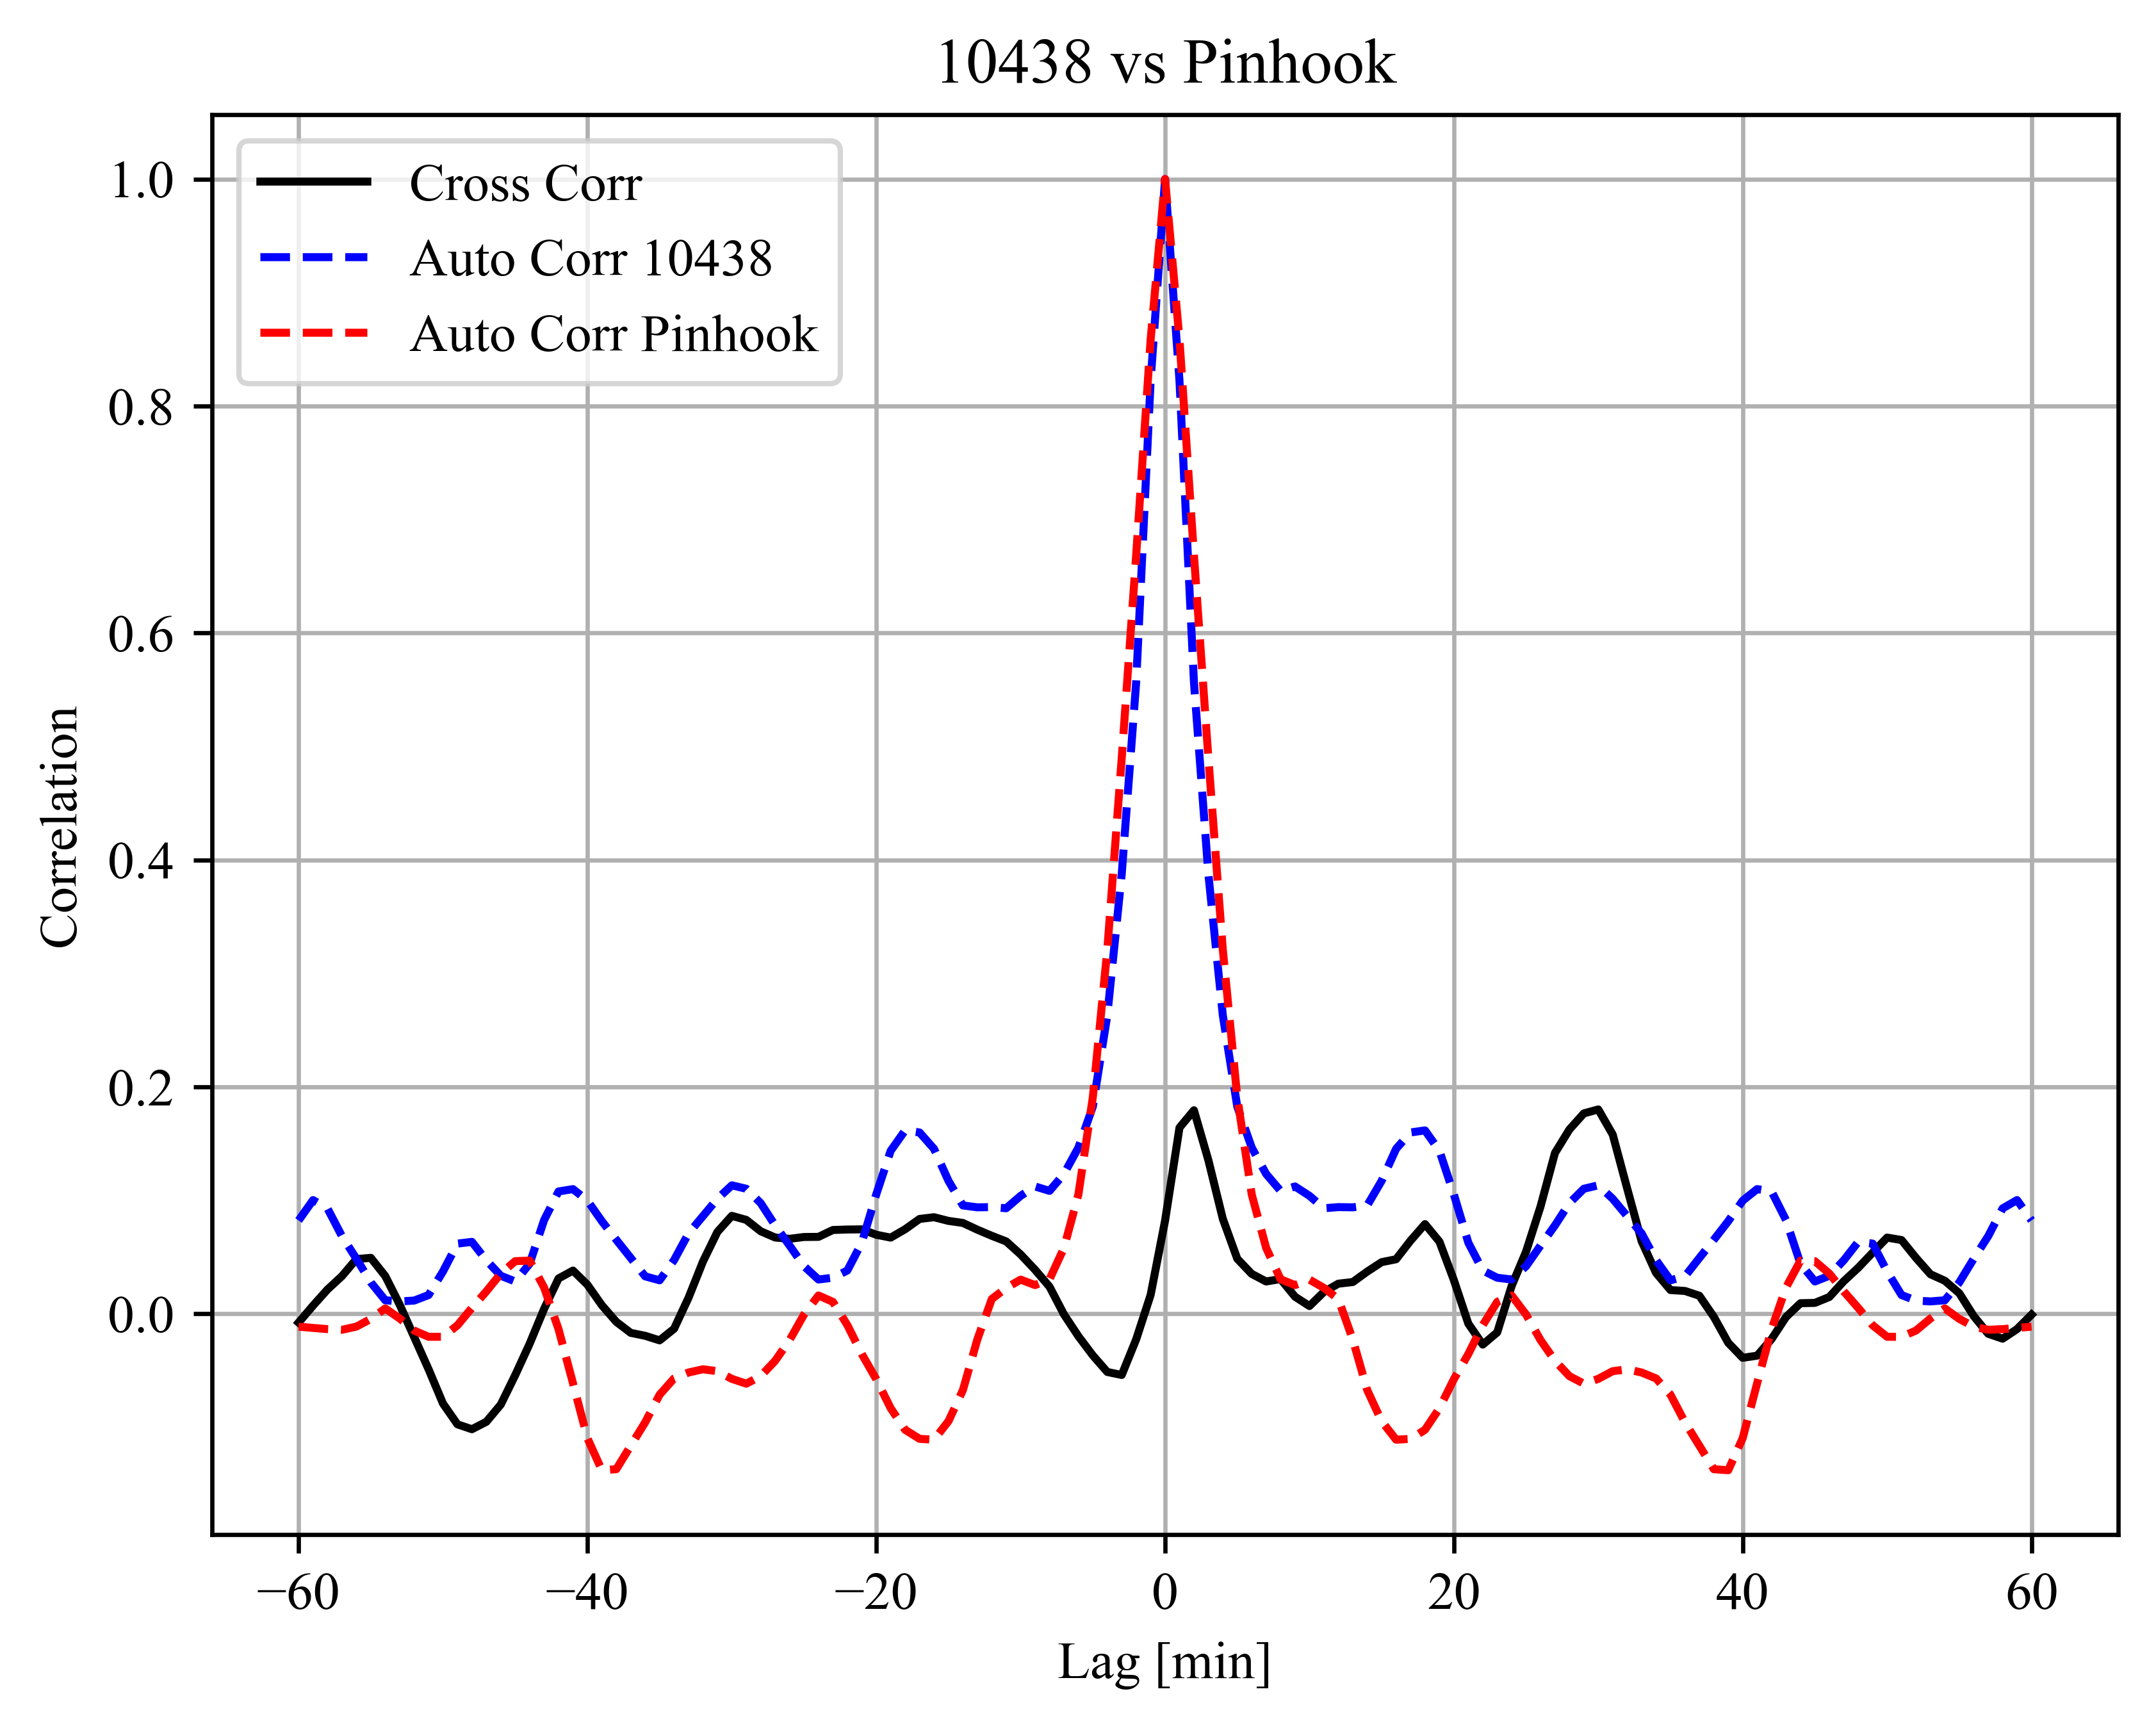 10438 vs Pinhook
Cross Corr
Auto Corr 10438
Auto Corr Pinhook
1.0
0.8
0.6
0.4
0.2
0.0
Correlation
−60 −40 −20 0 20 40 60
Lag [min]